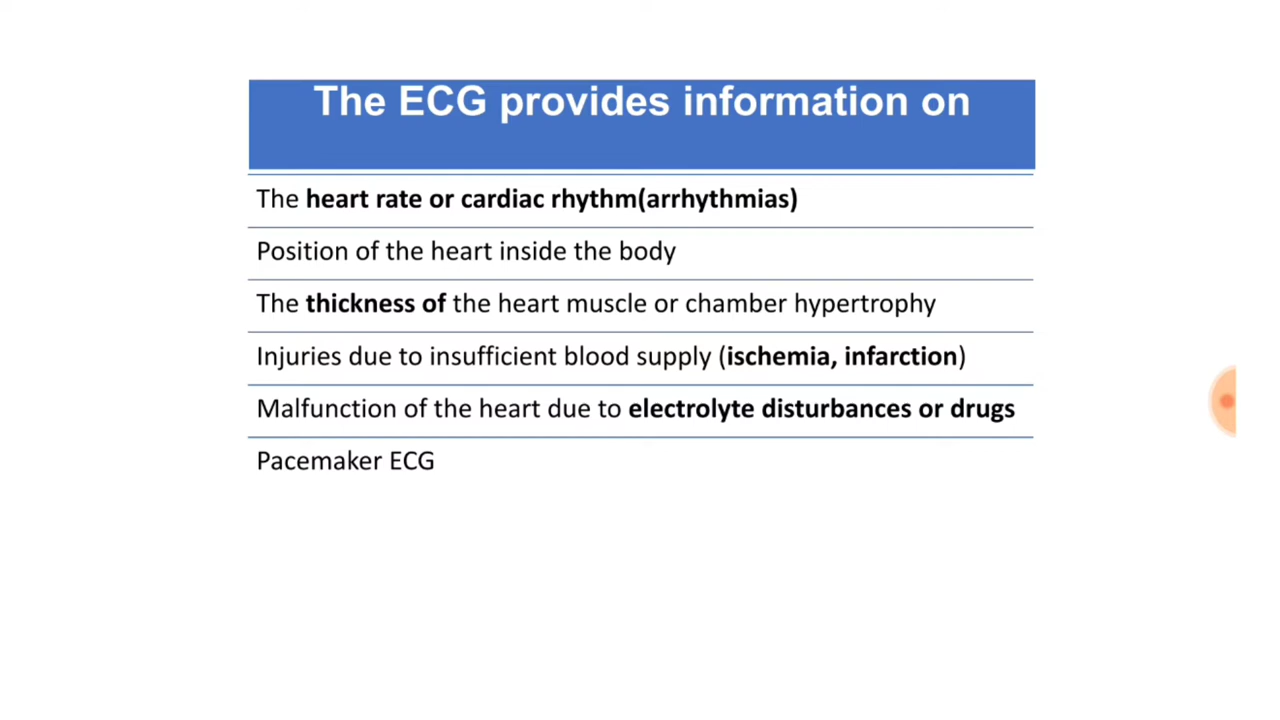 The ECG provides information on
The heart rate or cardiac rhythm(arrhythmias)
Position of the heart inside the body
The thickness of the heart muscle or chamber hypertrophy
Injuries due to insufficient blood supply (ischemia, infarction)
Malfunction of the heart due to electrolyte disturbances or drugs
Pacemaker ECG